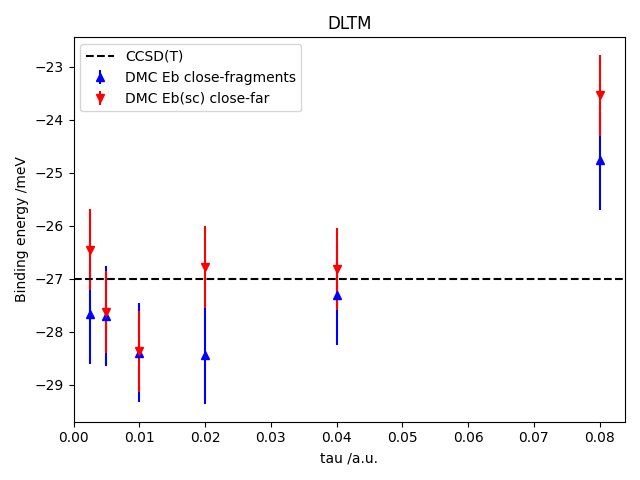 DLTM
CCSD(T)
DMC Eb close-fragments
DMC Eb(sc) close-far
Binding energy /meV
−23
−24
−25
−26
−27
−28
−29
0.00 0.01 0.02 0.03 0.04 0.05 0.06 0.07 0.08
tau /a.u.